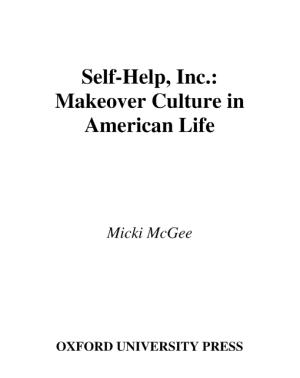 Self-Help, Inc.:
Makeover Culture in
American Life
Micki McGee
OXFORD UNIVERSITY PRESS